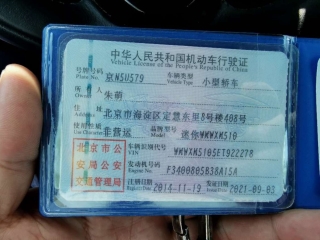 中华人民共和国机动车行驶证
Vehicle License of the People's Republic of China
号牌号码 京N5U579 车辆类型 小型轿车
Plate No. Vehicle Type
所有人 朱萌
Owner
住址 北京市海淀区定慧东里8号楼408号
Address
使用性质 非营运 品牌型号 迷你WMWXM510
Use Character Model
北京市公安局公安交通管理局
车辆识别代号 WMWXM5105ET922278
VIN
发动机号码 F3400805B38A15A
Engine No.
注册日期 2014-11-19 发证日期 2021-09-03
Register Date Issue Date